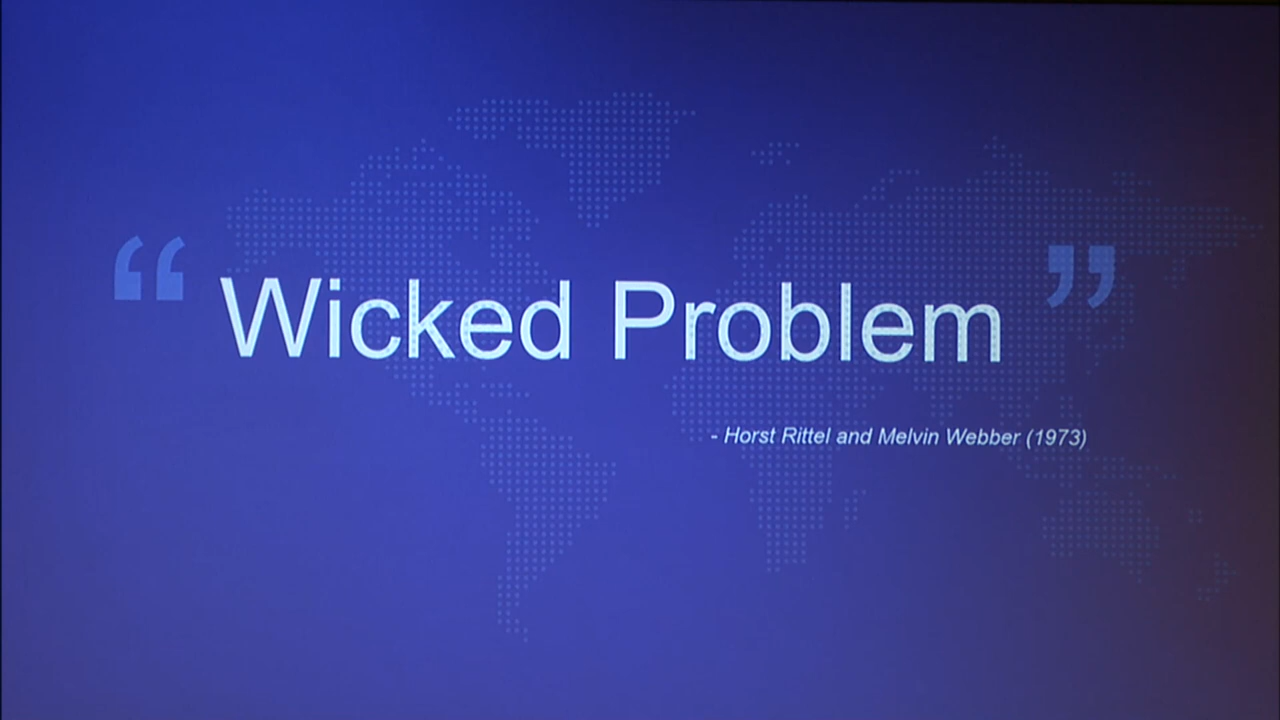 “ Wicked Problem ”
- Horst Rittel and Melvin Webber (1973)